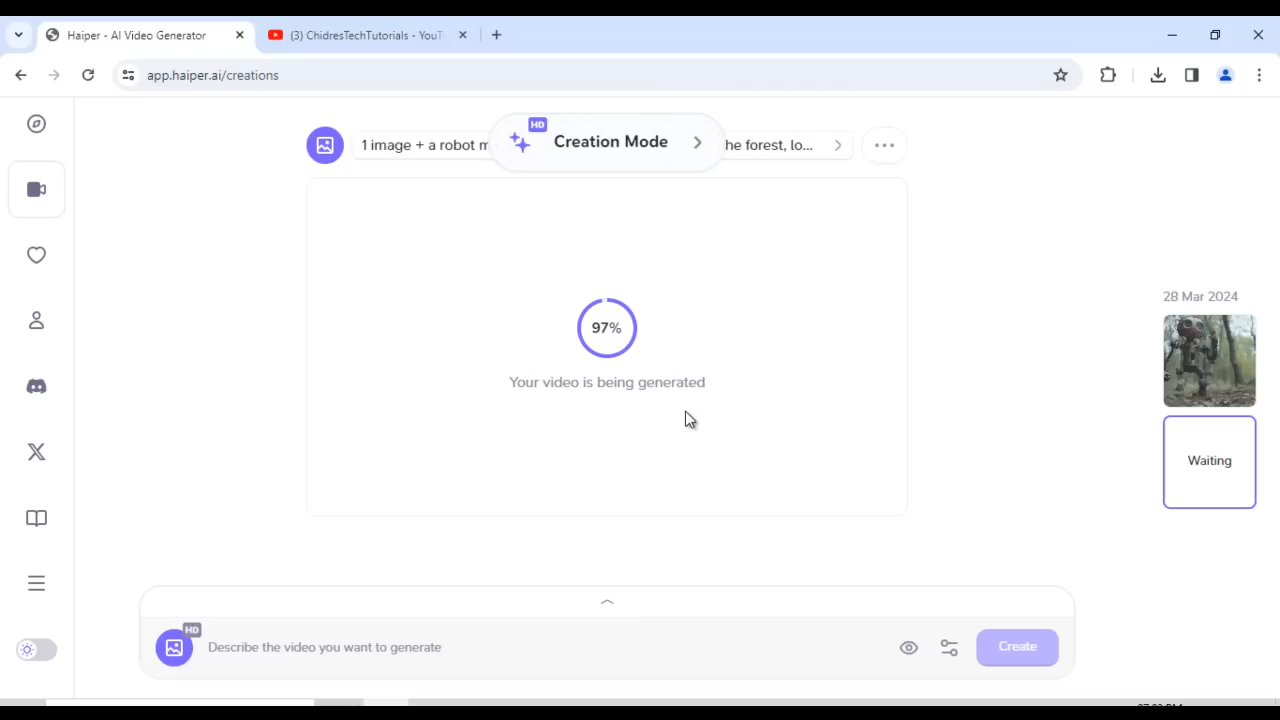 Haiper - AI Video Generator
(3) ChidresTechTutorials - YouT
app.haiper.ai/creations
HD
1 image + a robot m
Creation Mode
he forest, lo...
97%
Your video is being generated
28 Mar 2024
Waiting
HD
Describe the video you want to generate
Create